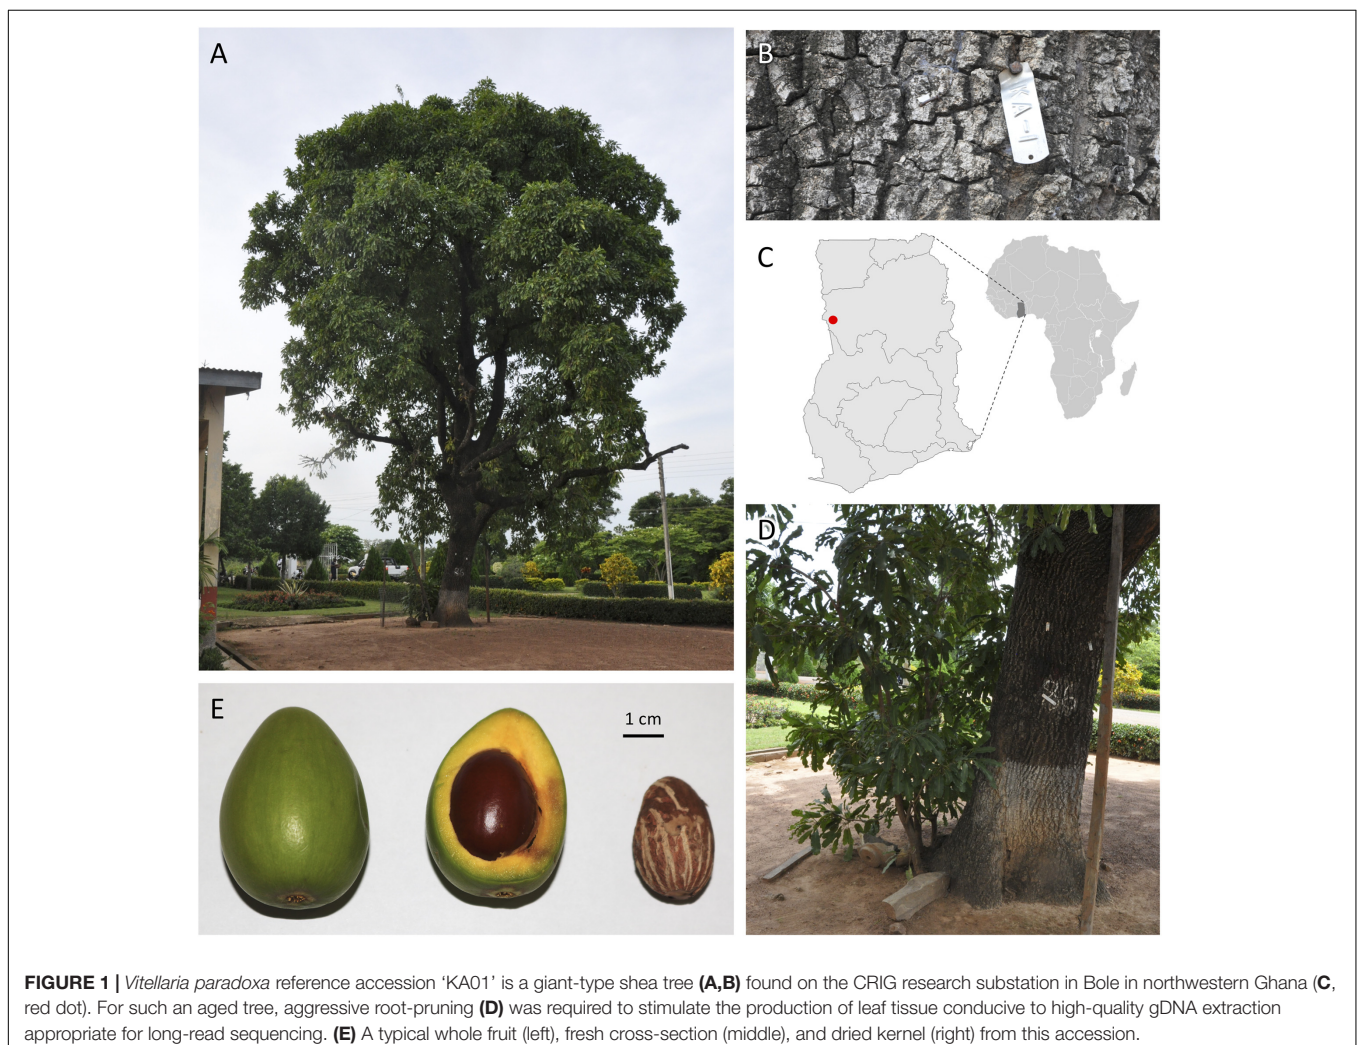 A
B
C
D
E
1 cm
FIGURE 1 | Vitellaria paradoxa reference accession ‘KA01’ is a giant-type shea tree (A,B) found on the CRIG research substation in Bole in northwestern Ghana (C,
red dot). For such an aged tree, aggressive root-pruning (D) was required to stimulate the production of leaf tissue conducive to high-quality gDNA extraction
appropriate for long-read sequencing. (E) A typical whole fruit (left), fresh cross-section (middle), and dried kernel (right) from this accession.